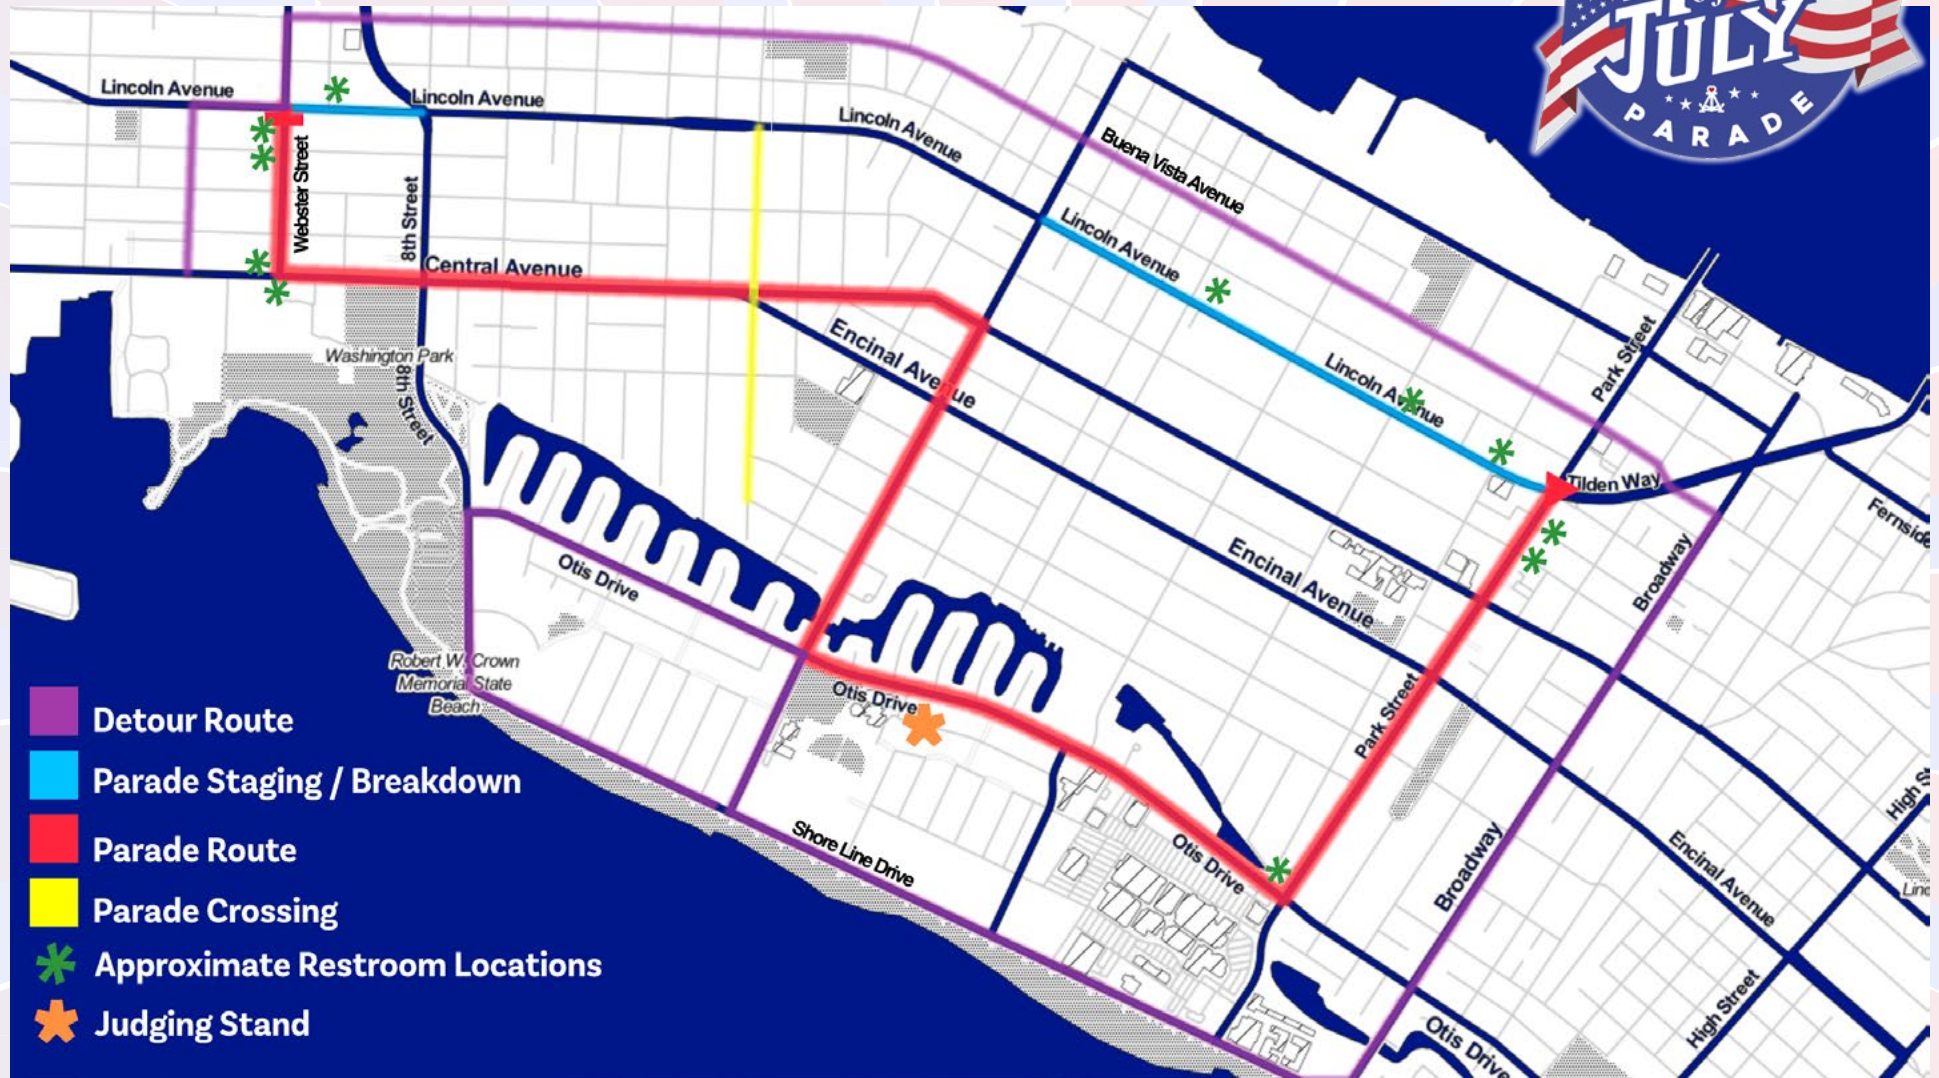 JULY
PARADE
Lincoln Avenue
Lincoln Avenue
Lincoln Avenue
Buena Vista Avenue
Webster Street
8th Street
Central Avenue
Lincoln Avenue
Encinal Avenue
Lincoln Avenue
Park Street
Washington Park
8th Street
Tilden Way
Otis Drive
Encinal Avenue
Broadway
Robert W. Crown
Memorial State
Beach
Otis Drive
Park Street
Shore Line Drive
Otis Drive
Broadway
Encinal Avenue
High Street
Otis Drive
Detour Route
Parade Staging / Breakdown
Parade Route
Parade Crossing
Approximate Restroom Locations
Judging Stand